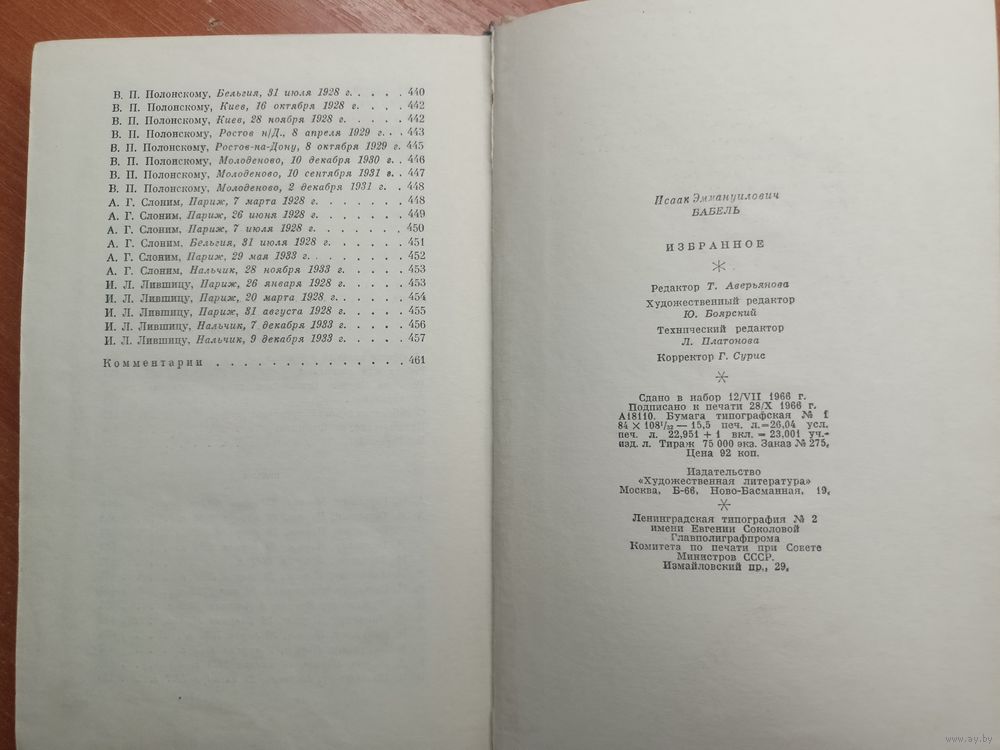 В. П. Полонскому, Бельгия, 31 июля 1928 г. . . . . 440
В. П. Полонскому, Киев, 16 октября 1928 г. . . . . 442
В. П. Полонскому, Киев, 28 ноября 1928 г. . . . . . 442
В. П. Полонскому, Ростов н/Д., 8 апреля 1929 г. . . 443
В. П. Полонскому, Ростов-на-Дону, 8 октября 1929 г. 445
В. П. Полонскому, Молоденово, 10 декабря 1930 г. . 446
В. П. Полонскому, Молоденово, 10 сентября 1931 г. . 447
В. П. Полонскому, Молоденово, 2 декабря 1931 г. . . 448
А. Г. Слоним, Париж, 7 марта 1928 г. . . . . . . . 448
А. Г. Слоним, Париж, 26 июня 1928 г. . . . . . . . 449
А. Г. Слоним, Париж, 7 июля 1928 г. . . . . . . . 450
А. Г. Слоним, Бельгия, 31 июля 1928 г. . . . . . . 451
А. Г. Слоним, Париж, 29 мая 1933 г. . . . . . . . 452
А. Г. Слоним, Нальчик, 28 ноября 1933 г. . . . . . 453
И. Л. Лившицу, Париж, 26 января 1928 г. . . . . . 453
И. Л. Лившицу, Париж, 20 марта 1928 г. . . . . . . 454
И. Л. Лившицу, Париж, 31 августа 1928 г. . . . . . 455
И. Л. Лившицу, Нальчик, 7 декабря 1933 г. . . . . . 456
И. Л. Лившицу, Нальчик, 9 декабря 1933 г. . . . . . 457
Комментарии . . . . . . . . . . . . . . 461
Исаак Эммануилович
БАБЕЛЬ
ИЗБРАННОЕ
Редактор Т. Аверьянова
Художественный редактор
Ю. Боярский
Технический редактор
Л. Платонова
Корректор Г. Сурис
Сдано в набор 12/VII 1966 г.
Подписано к печати 28/X 1966 г.
А18110. Бумага типографская № 1
84 × 108 1/32 — 15,5 печ. л.=26,04 усл.
печ. л. 22,951 + 1 вкл. = 23,001 уч.-
изд. л. Тираж 75 000 экз. Заказ № 275.
Цена 92 коп.
Издательство
«Художественная литература»
Москва, Б-66, Ново-Басманная, 19.
Ленинградская типография № 2
имени Евгении Соколовой
Главполиграфпрома
Комитета по печати при Совете
Министров СССР.
Измайловский пр., 29.
www.ay.by